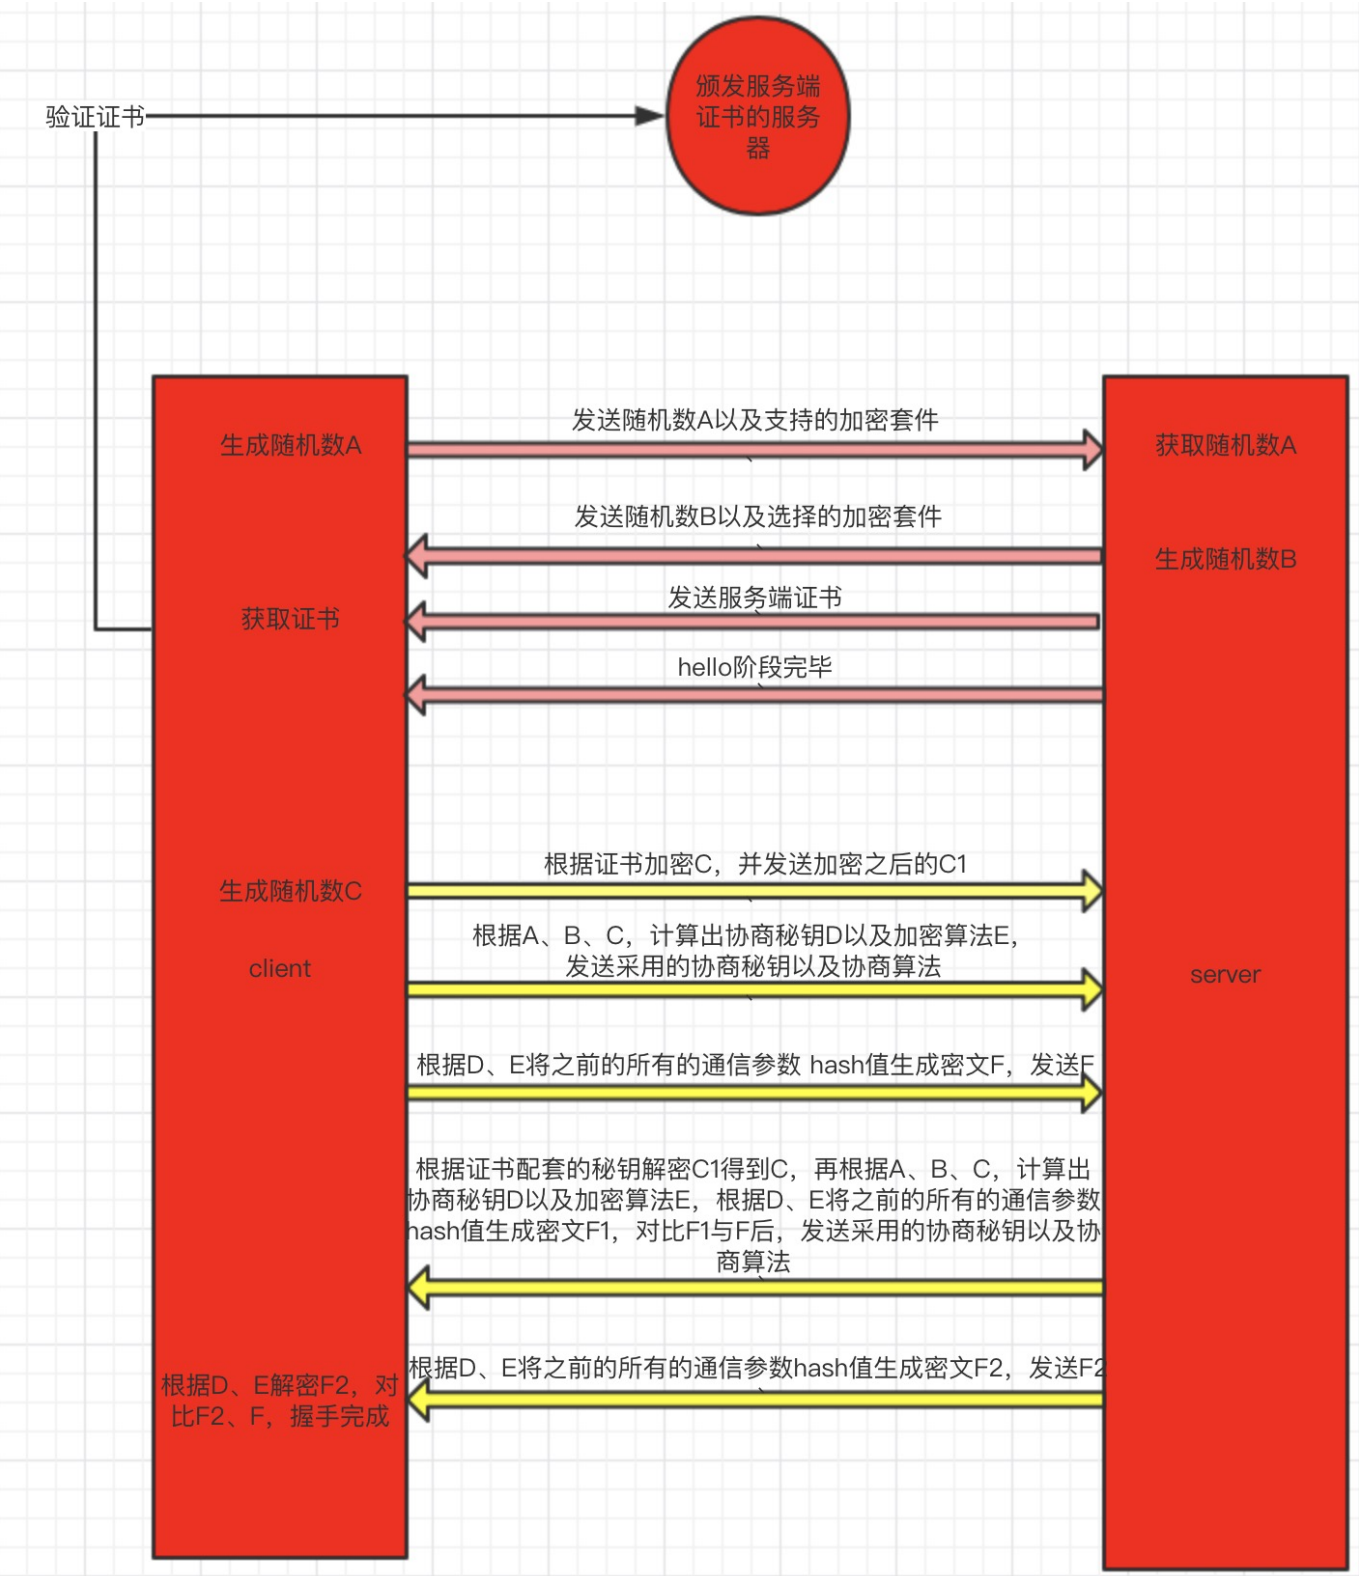 颁发服务端
证书的服务
器
验证证书
发送随机数A以及支持的加密套件
生成随机数A
获取随机数A
发送随机数B以及选择的加密套件
生成随机数B
发送服务端证书
获取证书
hello阶段完毕
根据证书加密C，并发送加密之后的C1
生成随机数C
根据A、B、C，计算出协商秘钥D以及加密算法E，
发送采用的协商秘钥以及协商算法
client
server
根据D、E将之前的所有的通信参数 hash值生成密文F，发送F
根据证书配套的秘钥解密C1得到C，再根据A、B、C，计算出
协商秘钥D以及加密算法E，根据D、E将之前的所有的通信参数
hash值生成密文F1，对比F1与F后，发送采用的协商秘钥以及协
商算法
根据D、E将之前的所有的通信参数hash值生成密文F2，发送F2
根据D、E解密F2，对
比F2、F，握手完成